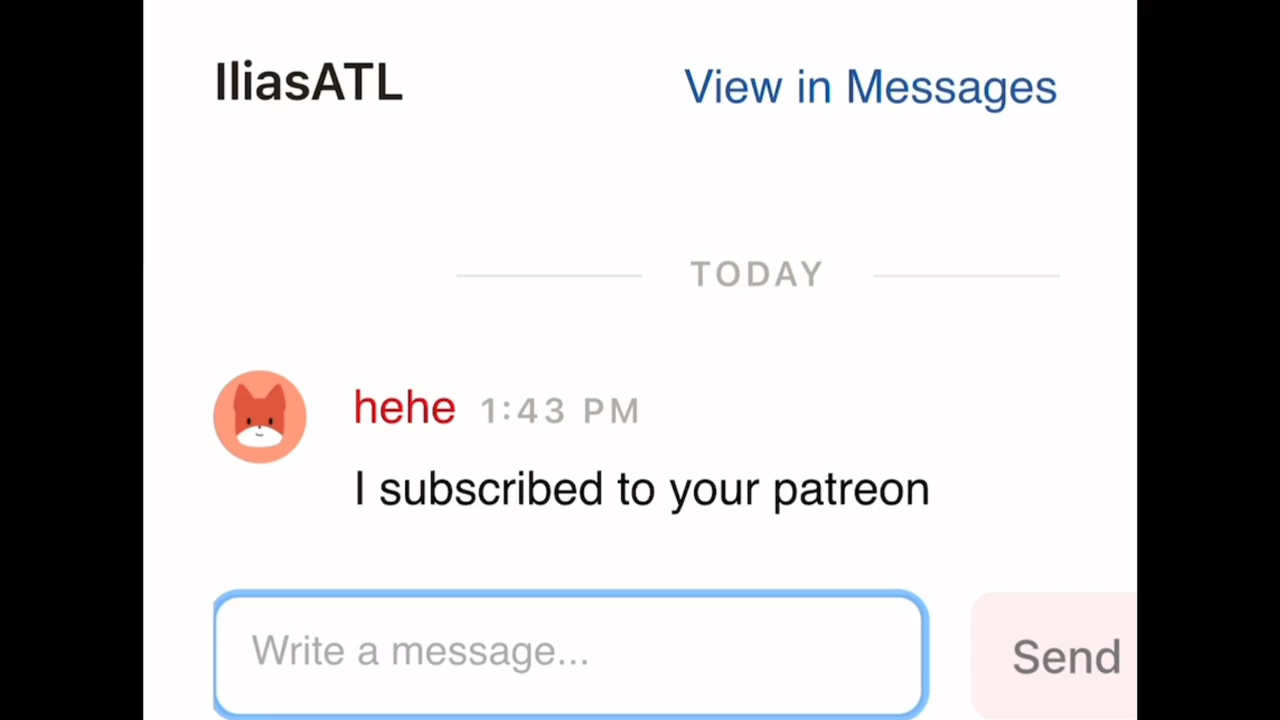 IliasATL
View in Messages
TODAY
hehe 1:43 PM
I subscribed to your patreon
Write a message...
Send